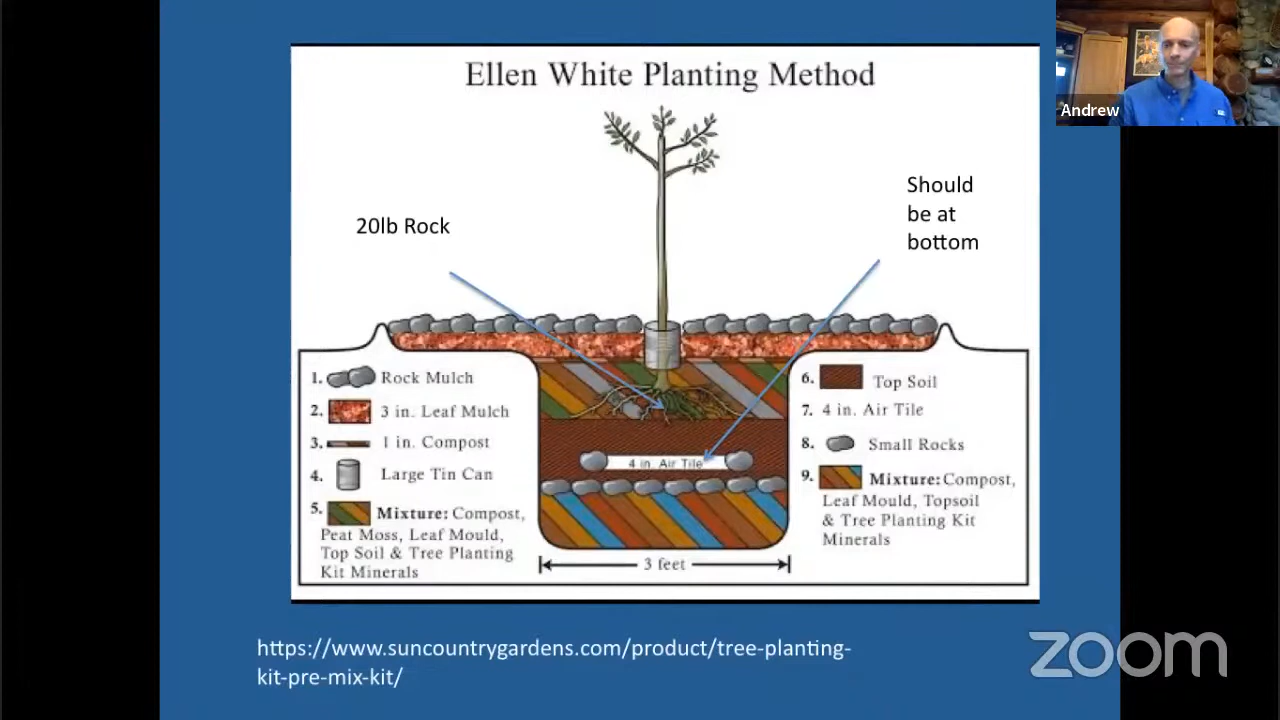 Ellen White Planting Method
Andrew
20lb Rock
Should
be at
bottom
1. Rock Mulch
2. 3 in. Leaf Mulch
3. 1 in. Compost
4. Large Tin Can
5. Mixture: Compost,
Peat Moss, Leaf Mould,
Top Soil & Tree Planting
Kit Minerals
4 in. Air Tile
3 feet
6. Top Soil
7. 4 in. Air Tile
8. Small Rocks
9. Mixture: Compost,
Leaf Mould, Topsoil
& Tree Planting Kit
Minerals
https://www.suncountrygardens.com/product/tree-planting-
kit-pre-mix-kit/
zoom